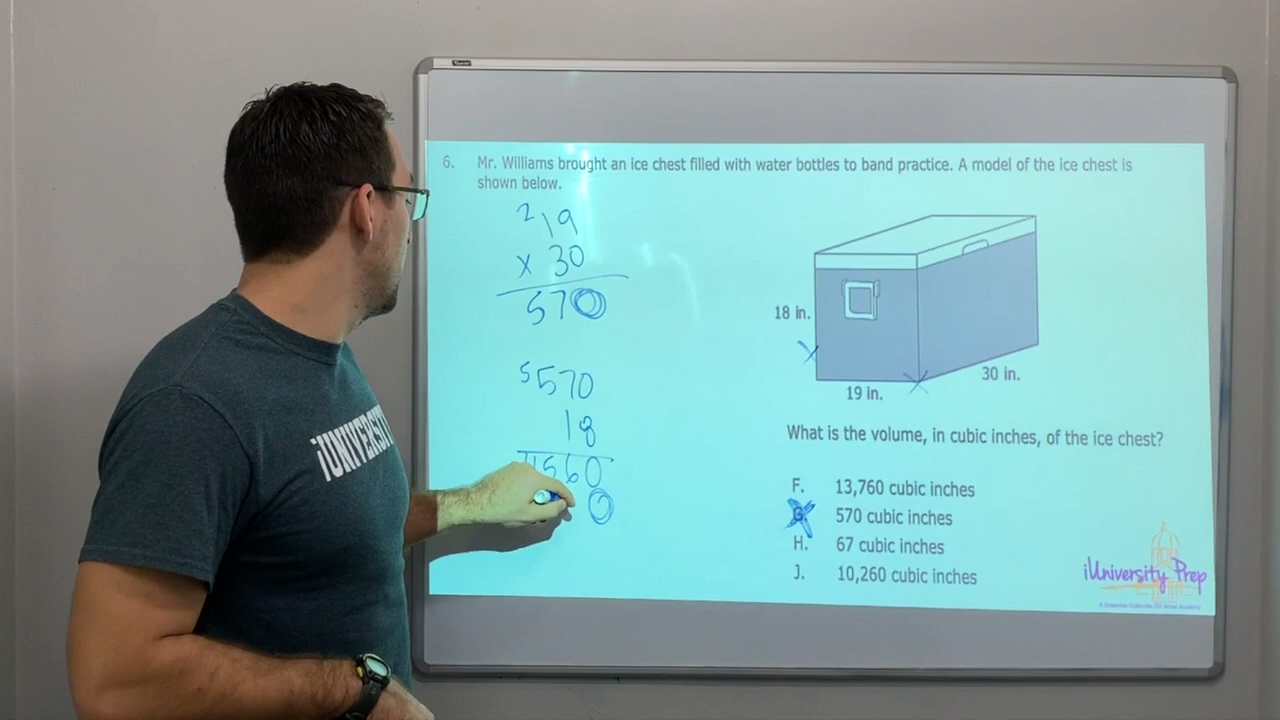 6. Mr. Williams brought an ice chest filled with water bottles to band practice. A model of the ice chest is
shown below.
2 19
x 30
570
5 570
18
4560
0
18 in.
19 in.
30 in.
What is the volume, in cubic inches, of the ice chest?
F. 13,760 cubic inches
G. 570 cubic inches
H. 67 cubic inches
J. 10,260 cubic inches
iUniversity Prep
iUNIVERSIT